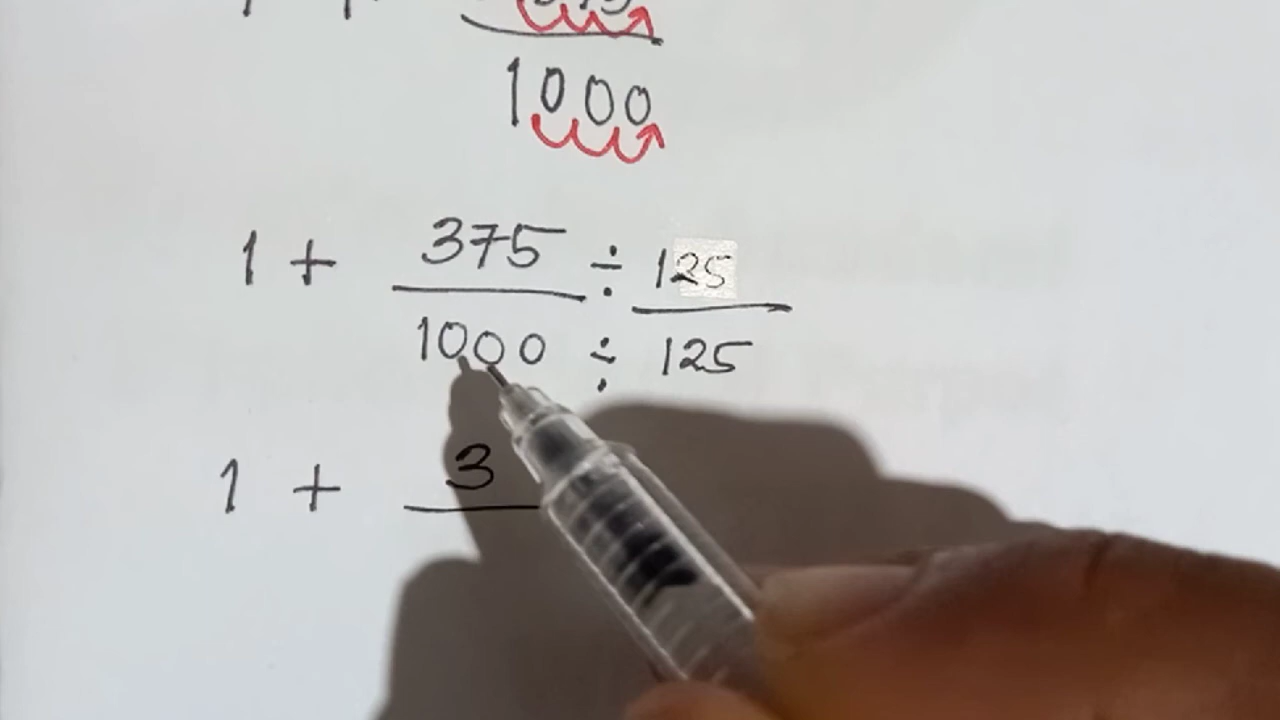 1000
1 + 375 ÷ 125
1000 ÷ 125
1 + 3